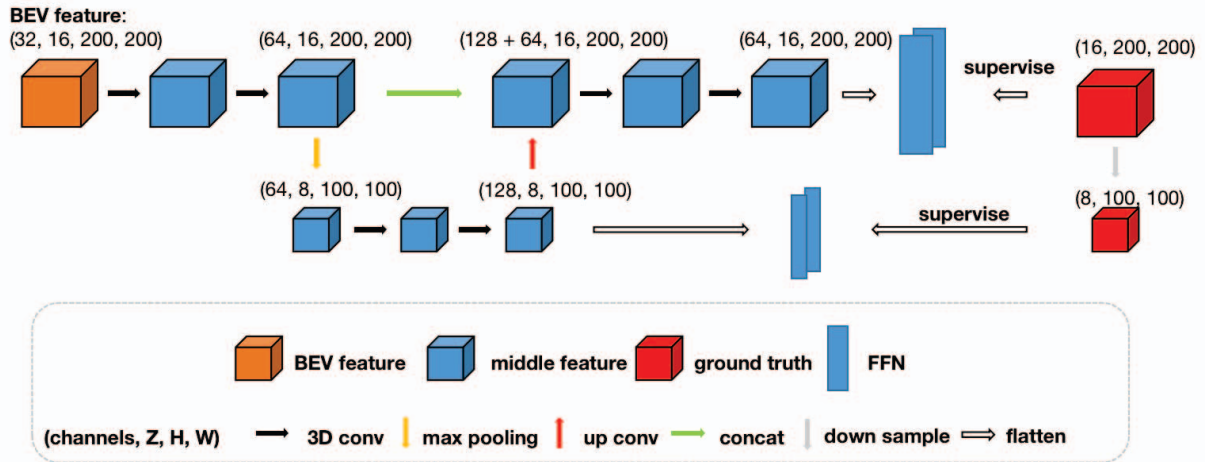 BEV feature:
(32, 16, 200, 200)
(64, 16, 200, 200)
(128 + 64, 16, 200, 200)
(64, 16, 200, 200)
(16, 200, 200)
supervise
(64, 8, 100, 100)
(128, 8, 100, 100)
(8, 100, 100)
supervise
BEV feature
middle feature
ground truth
FFN
(channels, Z, H, W)
3D conv
max pooling
up conv
concat
down sample
flatten